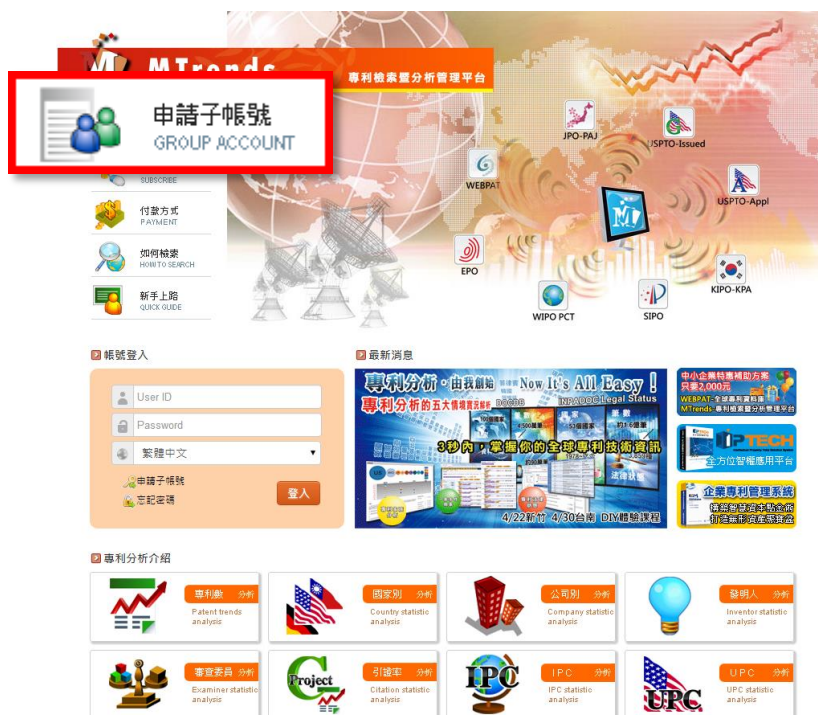 MTrends
專利檢索暨分析管理平台
申請子帳號
GROUP ACCOUNT
SUBSCRIBE
付款方式
PAYMENT
如何檢索
HOW TO SEARCH
新手上路
QUICK GUIDE
JPO-PAJ
USPTO-Issued
WEBPAT
USPTO-Appl
EPO
WIPO PCT
SIPO
KIPO-KPA
帳號登入
User ID
Password
繁體中文
申請子帳號
忘記密碼
登入
最新消息
專利分析·由我創始
Now It's All Easy !
專利分析的五大情境實況解析
DOCDB
INPADOC Legal Status
3秒內,掌握你的全球專利技術資訊
法律狀態
4/22新竹 4/30台南 DIY體驗課程
中小企業特惠補助方案
只要2,000元
WEBPAT-全球專利資料庫
MTrends-專利檢索暨分析管理平台
IPTECH
全方位智權應用平台
企業專利管理系統
專利分析介紹
專利數 分析
Patent trends
analysis
國家別 分析
Country statistic
analysis
公司別 分析
Company statistic
analysis
發明人 分析
Inventor statistic
analysis
審查委員 分析
Examiner statistic
analysis
Project
引證率 分析
Citation statistic
analysis
IPC
IPC 分析
IPC statistic
analysis
UPC
UPC 分析
UPC statistic
analysis